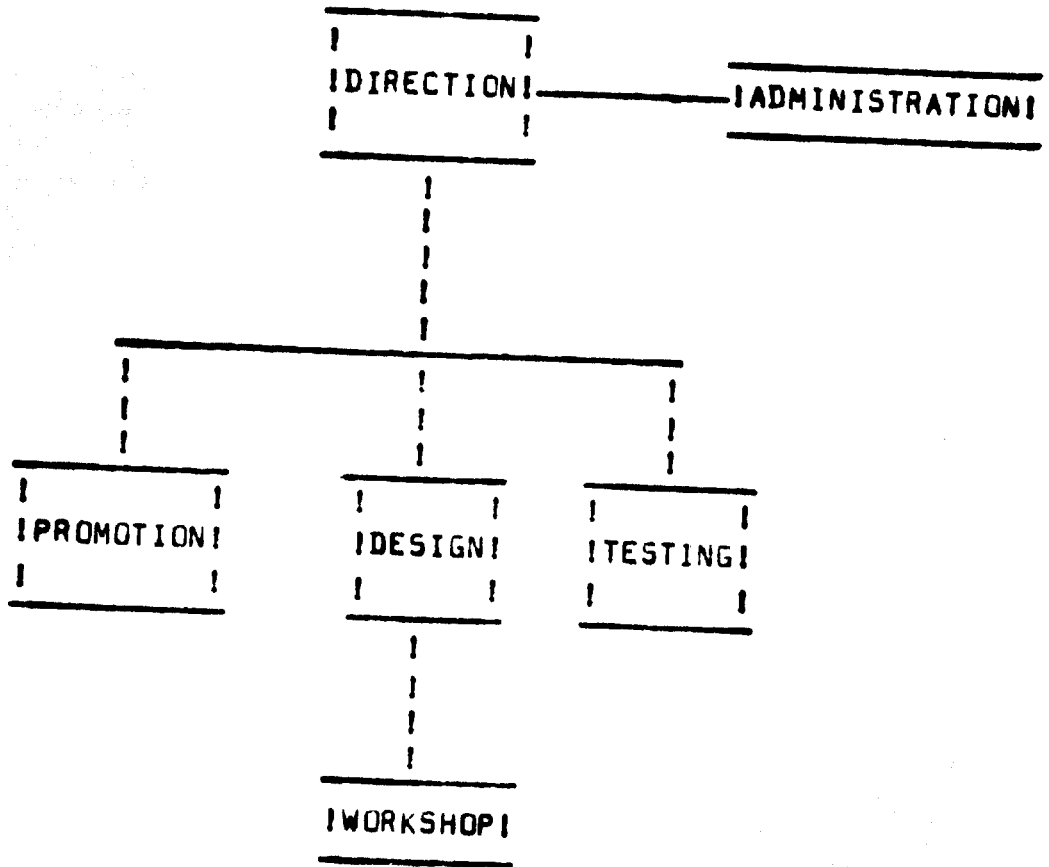 DIRECTION
ADMINISTRATION
PROMOTION
DESIGN
TESTING
WORKSHOP